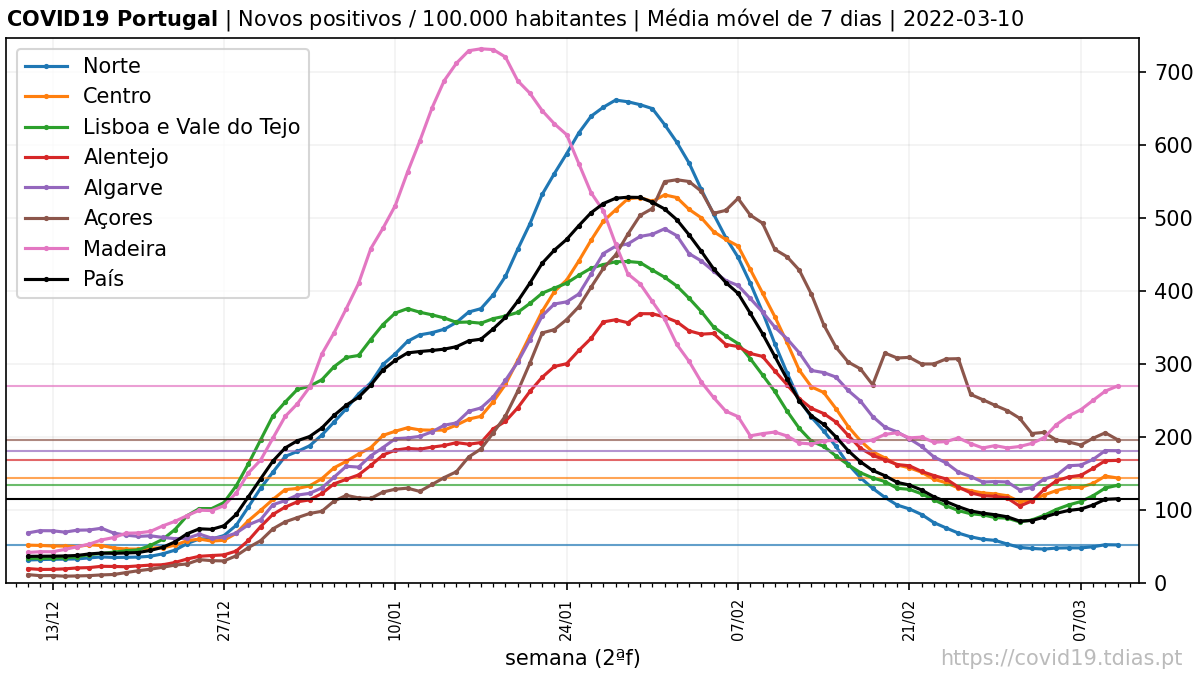 COVID19 Portugal | Novos positivos / 100.000 habitantes | Média móvel de 7 dias | 2022-03-10
Norte
Centro
Lisboa e Vale do Tejo
Alentejo
Algarve
Açores
Madeira
País
700
600
500
400
300
200
100
0
13/12
27/12
10/01
24/01
07/02
21/02
07/03
semana (2ªf)
https://covid19.tdias.pt